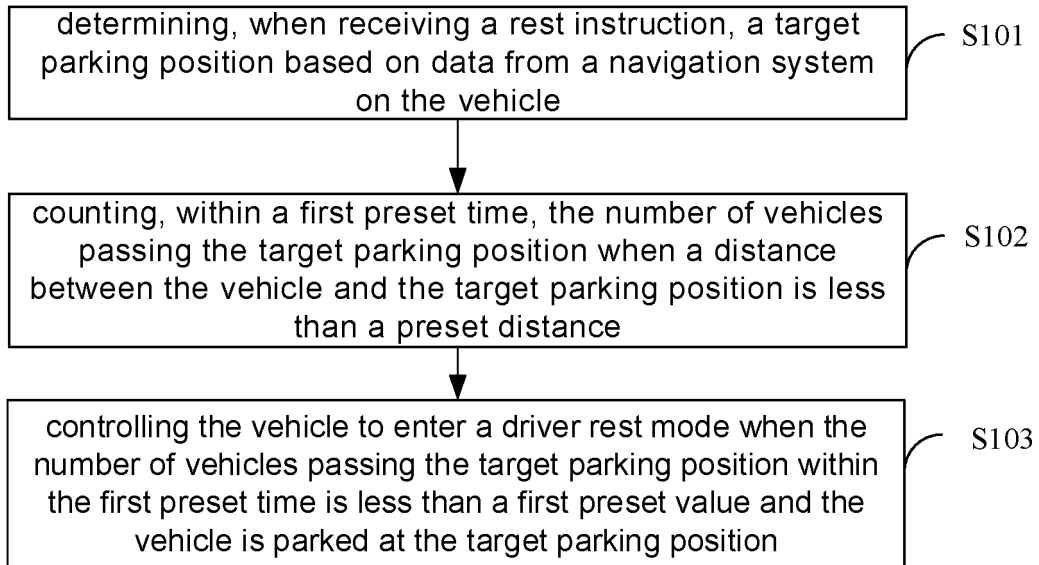 determining, when receiving a rest instruction, a target
parking position based on data from a navigation system
on the vehicle
S101
counting, within a first preset time, the number of vehicles
passing the target parking position when a distance
between the vehicle and the target parking position is less
than a preset distance
S102
controlling the vehicle to enter a driver rest mode when the
number of vehicles passing the target parking position within
the first preset time is less than a first preset value and the
vehicle is parked at the target parking position
S103